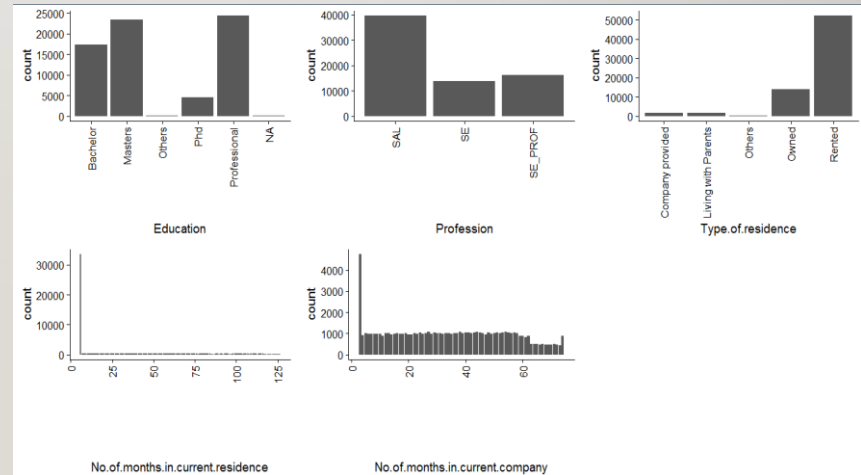 count
25000
20000
15000
10000
5000
0
Bachelor
Masters
Others
Phd
Professional
NA
Education
count
40000
30000
20000
10000
0
SAL
SE
SE_PROF
Profession
count
50000
40000
30000
20000
10000
0
Company provided
Living with Parents
Others
Owned
Rented
Type.of.residence
count
30000
20000
10000
0
0
25
50
75
100
125
No.of.months.in.current.residence
count
4000
3000
2000
1000
0
0
20
40
60
No.of.months.in.current.company